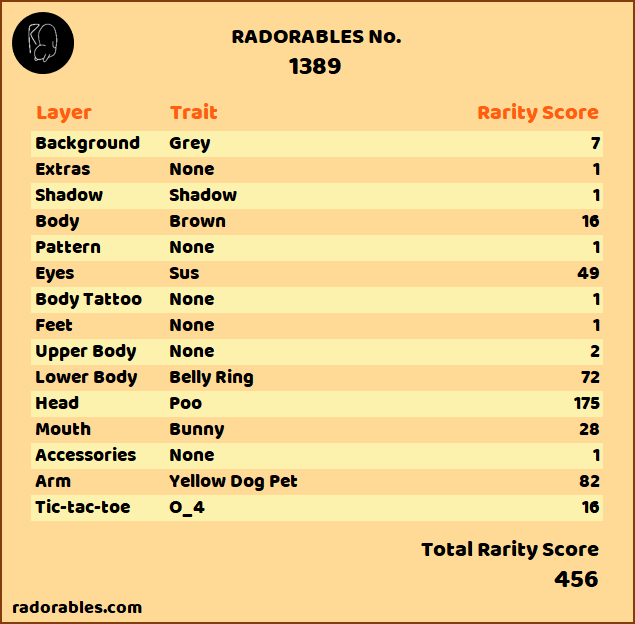 RADORABLES No.
1389
Layer Trait Rarity Score
Background Grey 7
Extras None 1
Shadow Shadow 1
Body Brown 16
Pattern None 1
Eyes Sus 49
Body Tattoo None 1
Feet None 1
Upper Body None 2
Lower Body Belly Ring 72
Head Poo 175
Mouth Bunny 28
Accessories None 1
Arm Yellow Dog Pet 82
Tic-tac-toe O_4 16
Total Rarity Score
456
radorables.com